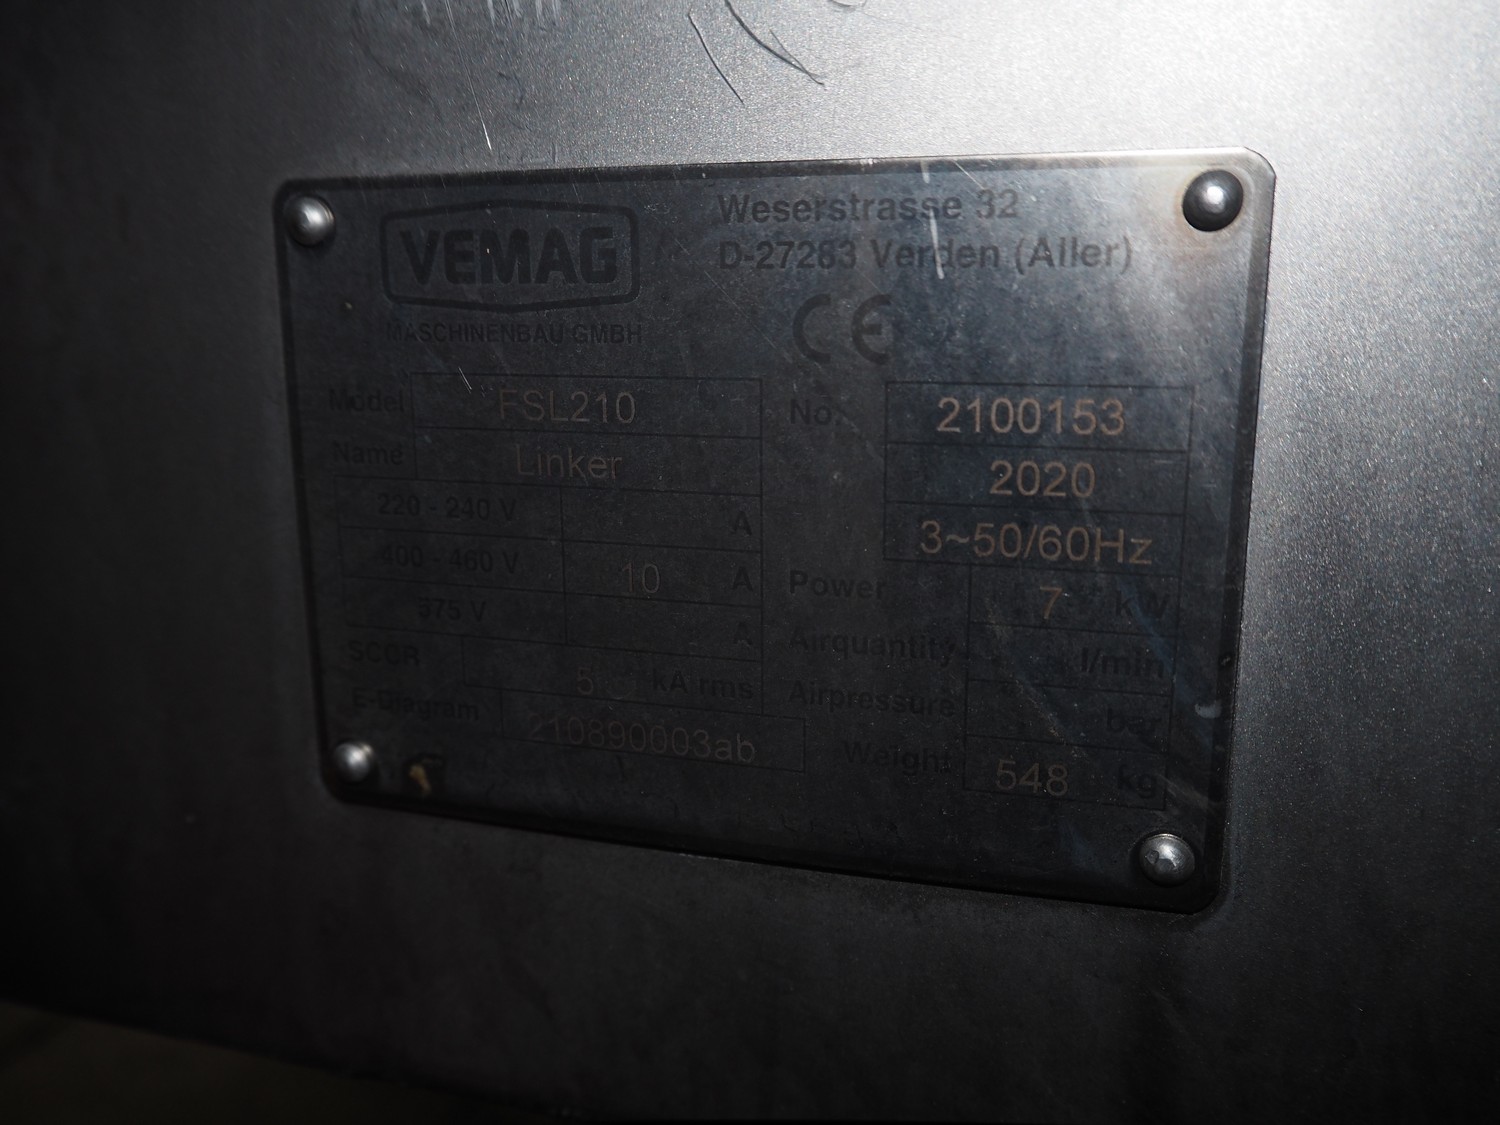 VEMAG
MASCHINENBAU GMBH
Weserstrasse 32
D-27283 Verden (Aller)
CE
Model FSL210
Name Linker
220 - 240 V A
400 - 460 V 10 A
575 V A
SCCR 5 kA rms
E-Diagram 210890003ab
No. 2100153
2020
3~50/60Hz
Power 7 kW
Airquantity l/min
Airpressure bar
Weight 548 kg